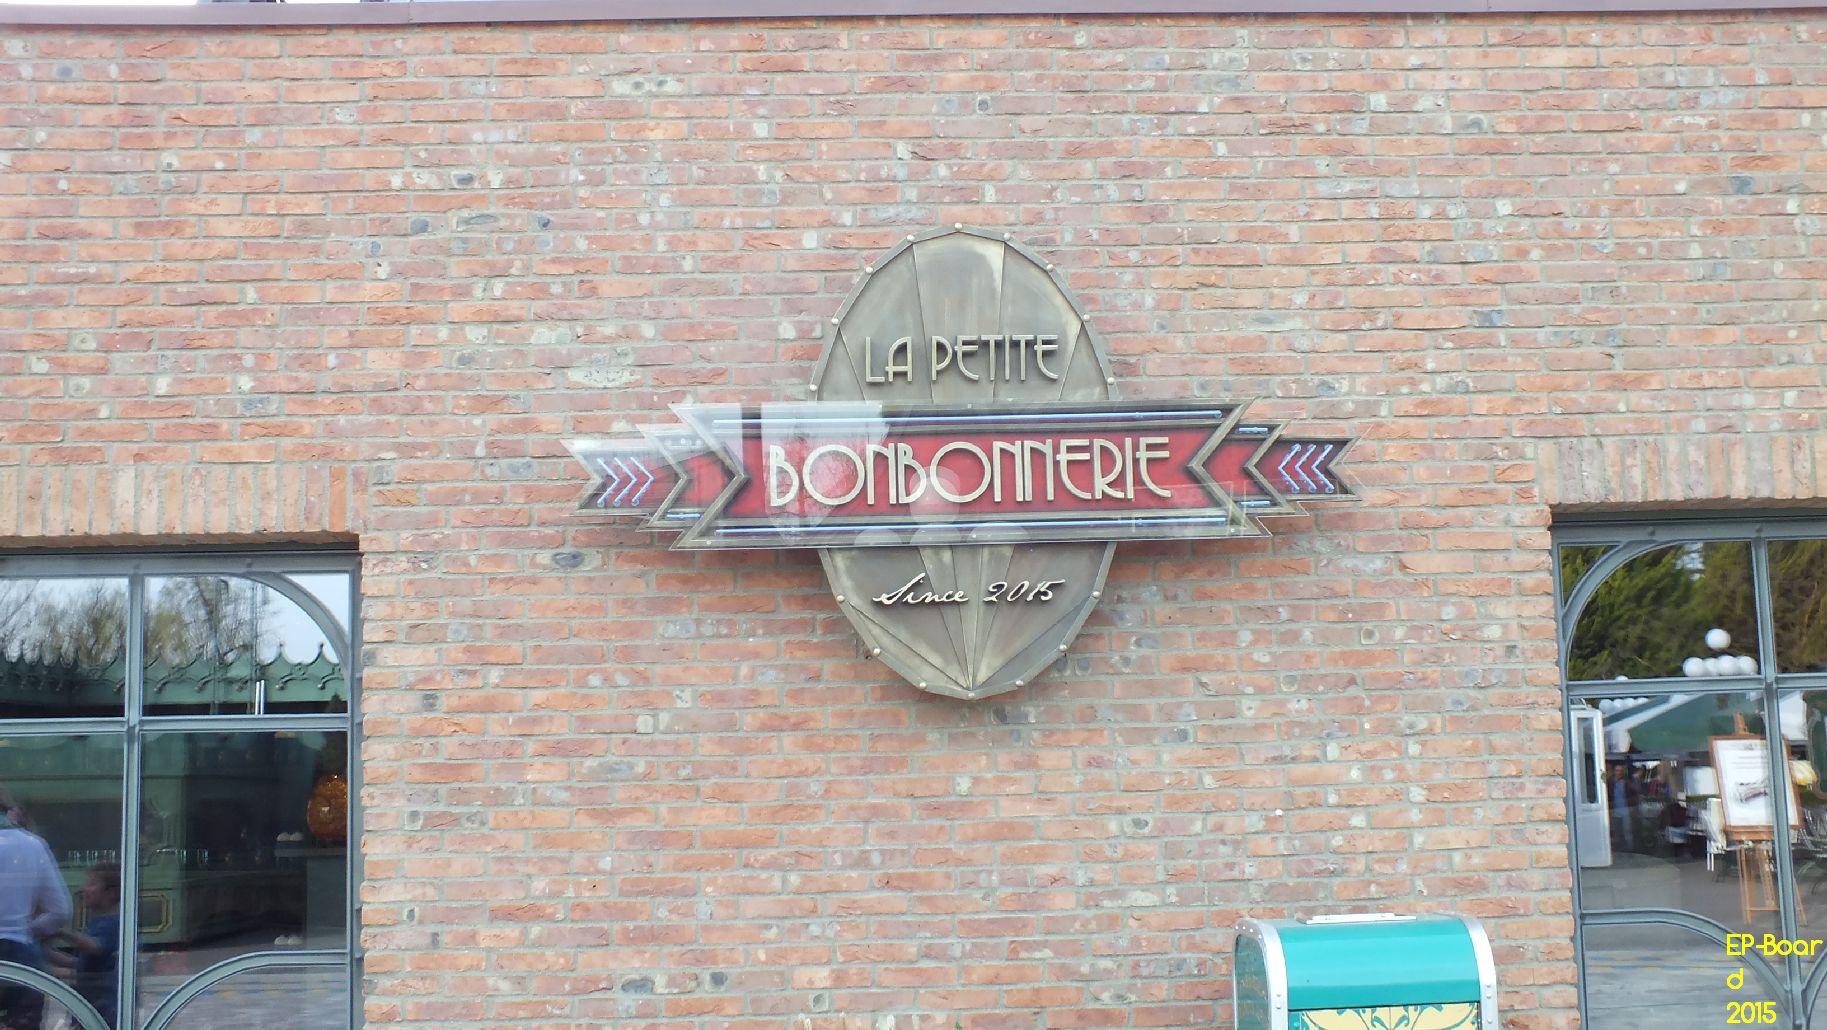 LA PETITE
BONBONNERIE
Since 2015
EP-Boar
d
2015